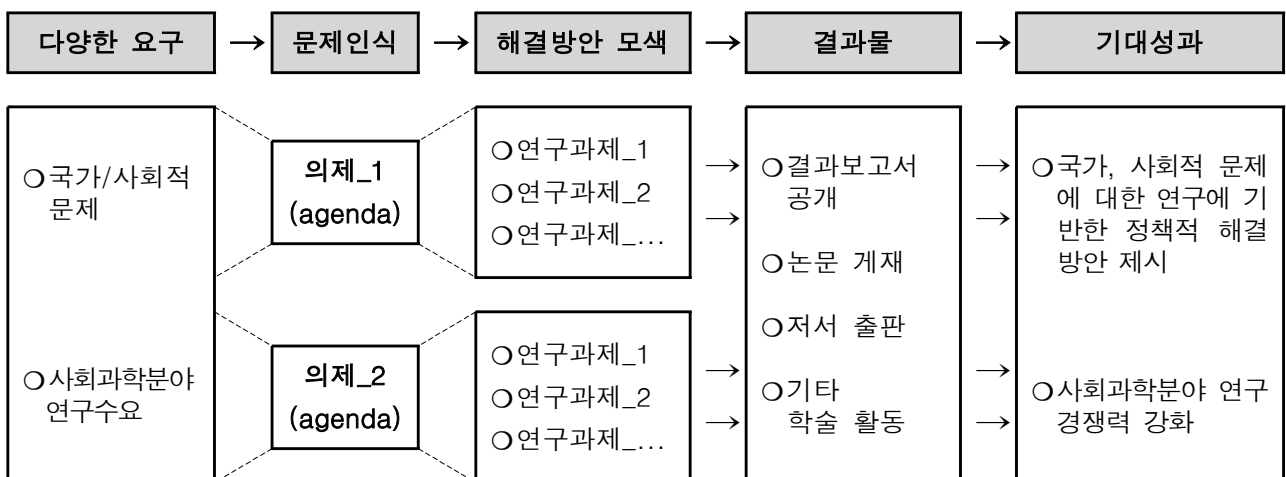 다양한 요구 → 문제인식 → 해결방안 모색 → 결과물 → 기대성과
❍국가/사회적
문제
❍사회과학분야
연구수요
의제_1
(agenda)
의제_2
(agenda)
❍연구과제_1
❍연구과제_2
❍연구과제_…
❍연구과제_1
❍연구과제_2
❍연구과제_…
→
→
→
→
❍결과보고서
공개
❍논문 게재
❍저서 출판
❍기타
학술 활동
→
→
→
→
❍국가, 사회적 문제
에 대한 연구에 기
반한 정책적 해결
방안 제시
❍사회과학분야 연구
경쟁력 강화